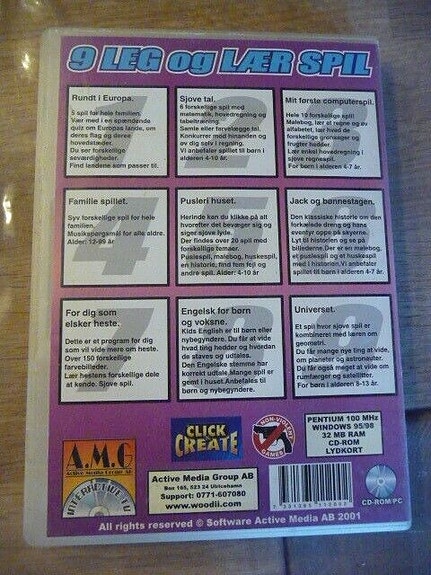 9 LEG og LÆR SPIL
Rundt i Europa.
5 spil for hele familien.
Vær med i en spændende
quiz om Europas lande, om
deres flag og deres
hovedstæder.
Du ser forskellige
seværdigheder.
Find landene som passer til.
Sjove tal.
6 forskellige spil med
matematik, hovedregning og
tabeltræning.
Samle eller farvelægge tal.
Konkurrer mod hinanden og
øv dig selv i regning.
Vi anbefaler spillet til børn i
alderen 4-10 år.
Mit første computerspil.
Hele 10 forskellige spil!
Malebog, lær at regne og øv
alfabetet, lær hvad de
forskellige grønsager og
frugter hedder.
Lær enkel hovedregning i
sjove regnespil.
For børn i alderen 4-7 år.
Familie spillet.
Syv forskellige spil for hele
familien.
Musikspørgsmål for alle aldre.
Alder: 12-99 år
Pusleri huset.
Herinde kan du klikke på alt
hvorefter det bevæger sig og
siger sjove lyde.
Der findes over 20 spil med
forskellige temaer.
Puslespil, malebog, huskespil,
en historie, find fem fejl og
andre spil. Alder: 4-10 år
Jack og bønnestagen.
Den klassiske historie om den
forkælede dreng og hans
eventyr oppe på skyerne.
Lyt til historien og se på
billederne. Der er en malebog,
et puslespil og et huskespil
med i historien. Vi anbefaler
spillet til børn i alderen 4-7 år.
For dig som
elsker heste.
Dette er et program for dig
som vil vide mere om heste.
Over 150 forskellige
farvebilleder.
Lær hestens forskellige dele
at kende. Sjove spil.
Engelsk for børn
og voksne.
Kids English er til børn eller
nybegyndere. Du får at vide
hvad ting hedder og hvordan
de staves og udtales.
Den Engelske stemme har
korrekt udtale. Mange spil er
gemt i huset. Anbefales til
børn og nybegyndere.
Universet.
Et spil hvor sjove spil er
kombineret med læren om
geometri.
Du får mange nye ting at vide,
om planeter og astronauter.
Du får også meget at vide om
rumfærger og satellitter.
For børn i alderen 8-13 år.
A.M.G
Active Media Group AB
INTERACTIVE 4 U
CLICK
CREATE
NON-VIOLENT
GAMES
PENTIUM 100 MHz
WINDOWS 95/98
32 MB RAM
CD-ROM
LYDKORT
Active Media Group AB
Box 165, 523 24 Ulricehamn
Support: 0771-607080
www.woodii.com
CD-ROM/PC
All rights reserved © Software Active Media AB 2001